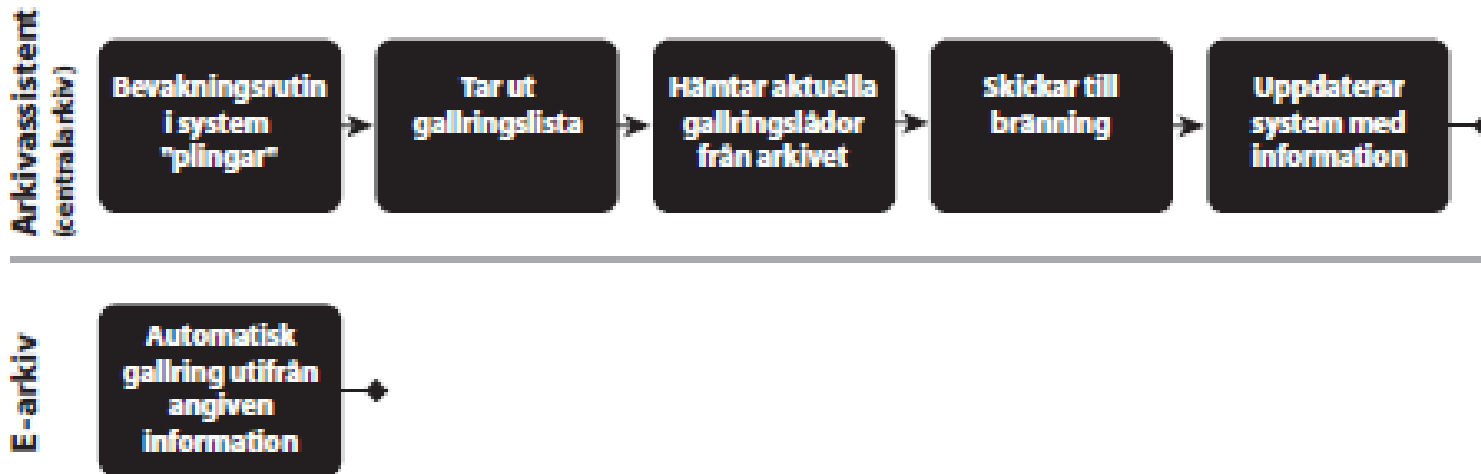 Arkivassistent
(centralarkiv)
Bevakningsrutin
i system
"plingar"
Tar ut
gallringslista
Hämtar aktuella
gallringslådor
från arkivet
Skickar till
bränning
Uppdaterar
system med
information
E-arkiv
Automatisk
gallring utifrån
angiven
information